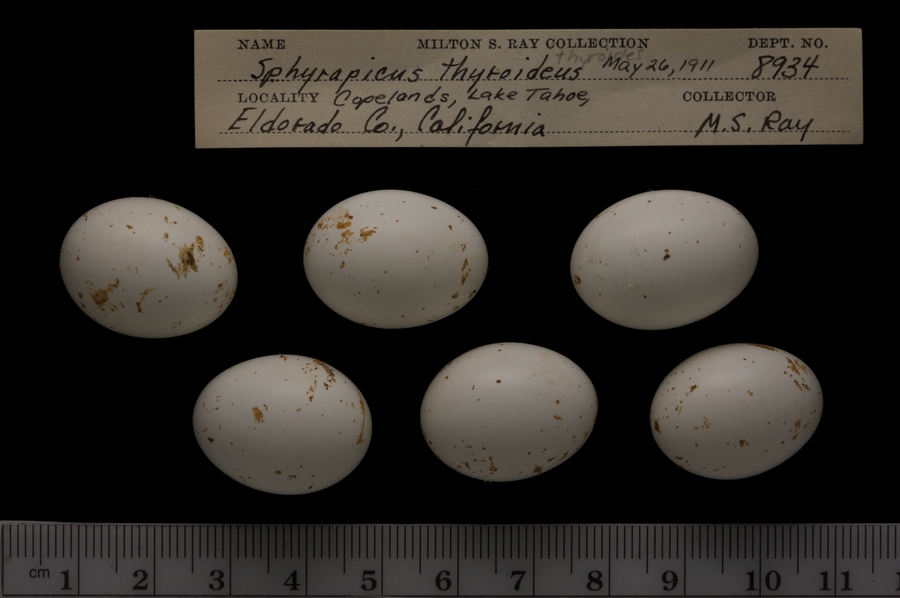 NAME MILTON S. RAY COLLECTION DEPT. NO.
thyroides
Sphyrapicus thyroideus May 26, 1911 8934
LOCALITY Copelands, Lake Tahoe, COLLECTOR
Eldorado Co., California M.S. Ray
cm 1 2 3 4 5 6 7 8 9 10 11